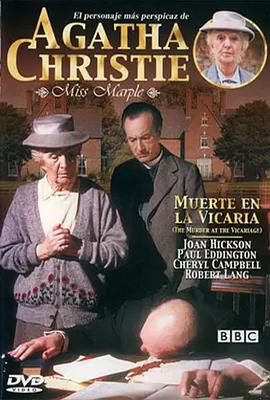 El personaje más perspicaz de
AGATHA
CHRISTIE
Miss Marple
MUERTE EN
LA VICARIA
(THE MURDER AT THE VICARIAGE)
JOAN HICKSON
PAUL EDDINGTON
CHERYL CAMPBELL
ROBERT LANG
BBC
DVD
VIDEO